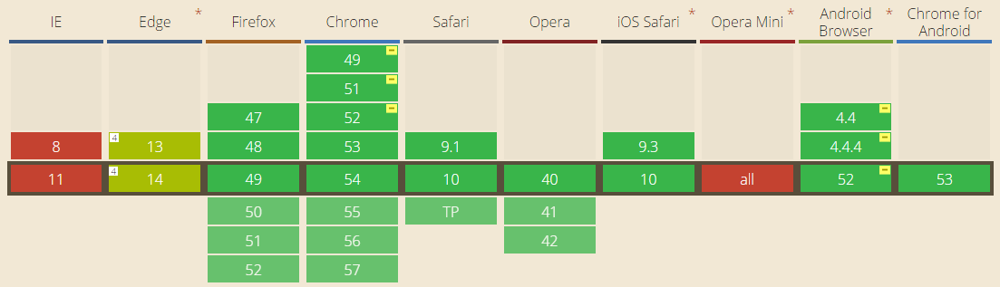 IE Edge * Firefox Chrome Safari Opera iOS Safari * Opera Mini * Android Browser * Chrome for Android
49
51
47 52 4.4
8 4 13 48 53 9.1 9.3 4.4.4
11 4 14 49 54 10 40 10 all 52 53
50 55 TP 41
51 56 42
52 57